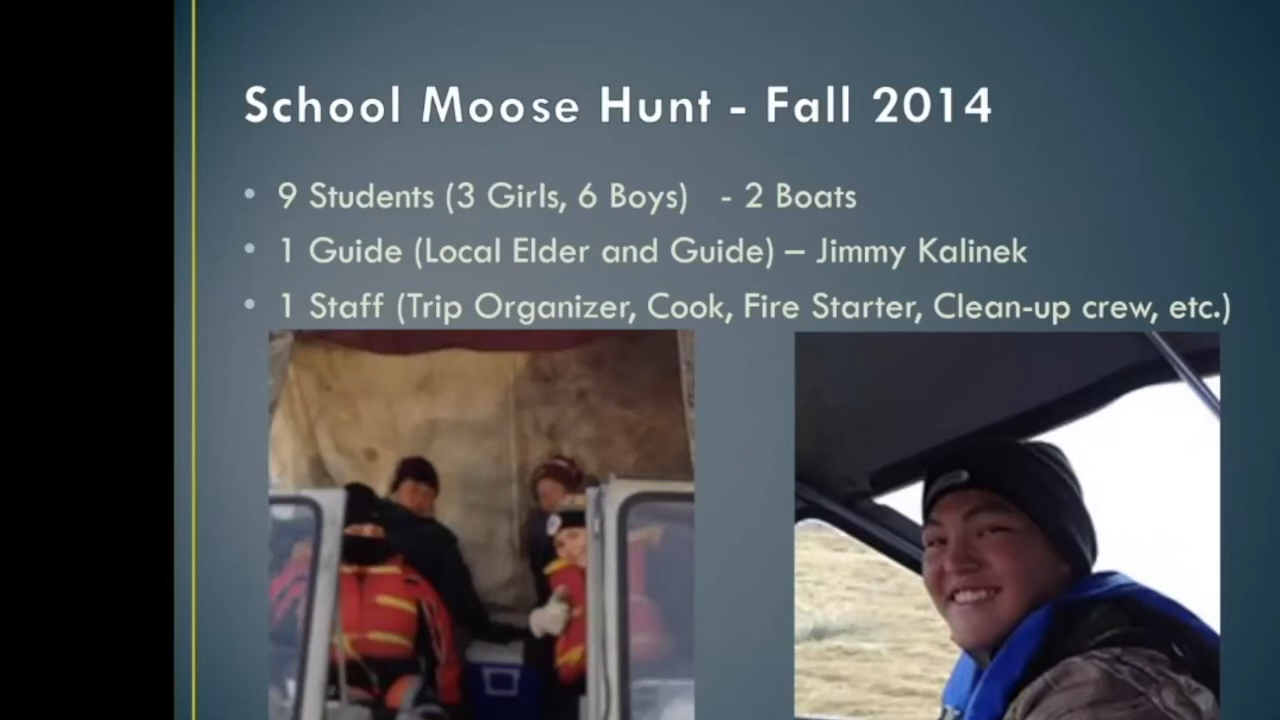 School Moose Hunt - Fall 2014
• 9 Students (3 Girls, 6 Boys) - 2 Boats
• 1 Guide (Local Elder and Guide) – Jimmy Kalinek
• 1 Staff (Trip Organizer, Cook, Fire Starter, Clean-up crew, etc.)